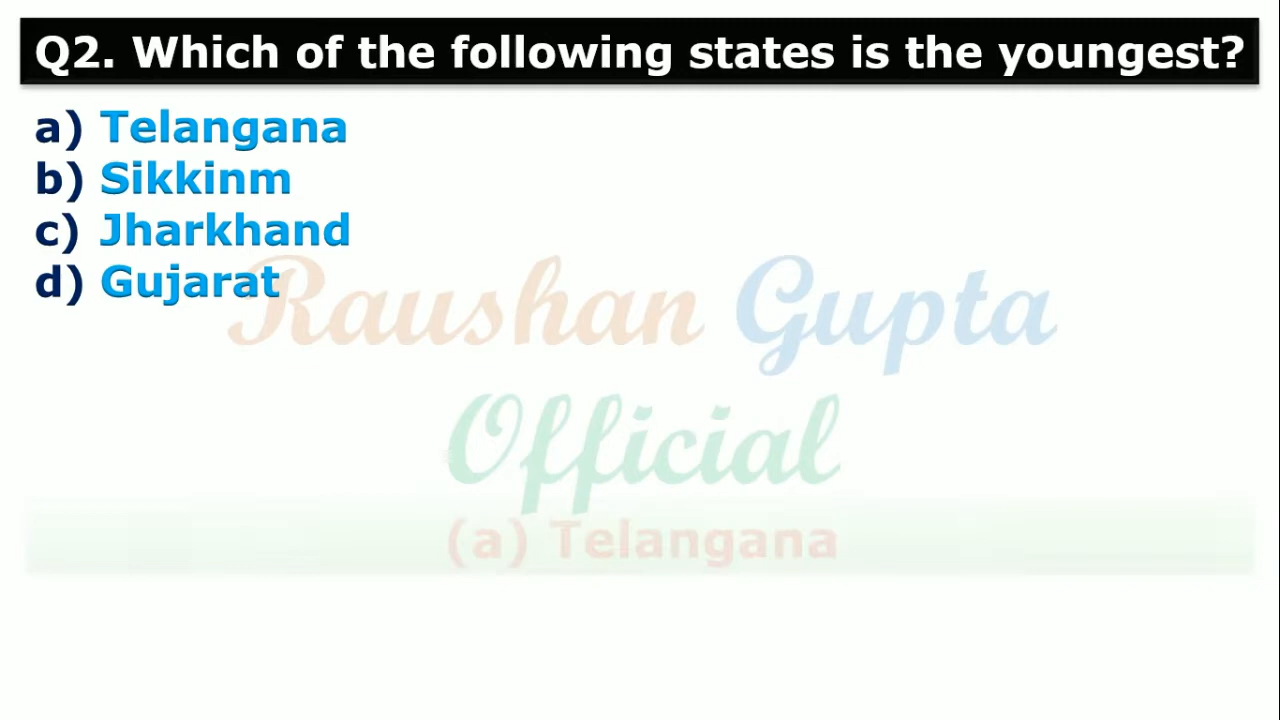 Q2. Which of the following states is the youngest?
a) Telangana
b) Sikkinm
c) Jharkhand
d) Gujarat
Raushan Gupta
Official
(a) Telangana